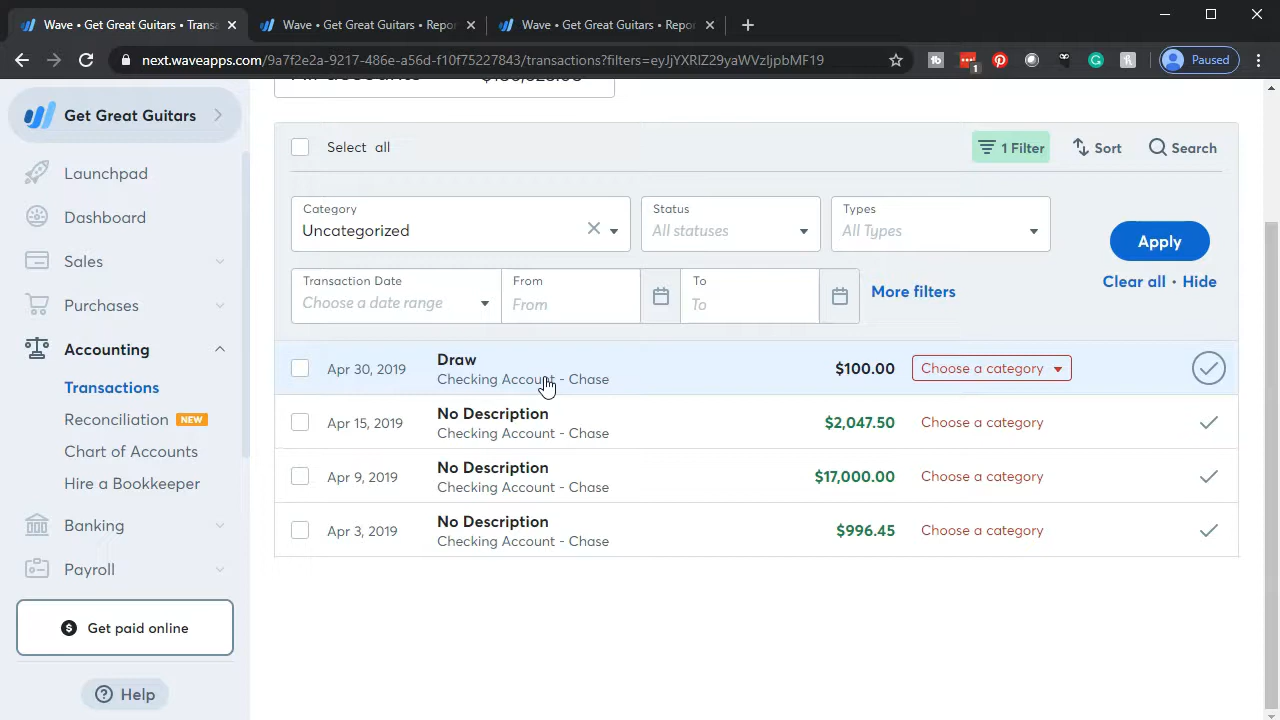 Wave • Get Great Guitars • Transa
Wave • Get Great Guitars • Repor
Wave • Get Great Guitars • Repor
next.waveapps.com/9a7f2e2a-9217-486e-a564-f10f75227843/transactions?filters=eyJjYXRlZ29yaWVzIjpbMF19
1
Paused
Get Great Guitars
Launchpad
Dashboard
Sales
Purchases
Accounting
Transactions
Reconciliation NEW
Chart of Accounts
Hire a Bookkeeper
Banking
Payroll
Get paid online
Help
Select all
1 Filter
Sort
Search
Category
Uncategorized
Status
All statuses
Types
All Types
Apply
Transaction Date
Choose a date range
From
From
To
To
More filters
Clear all • Hide
Apr 30, 2019
Draw
Checking Account - Chase
$100.00
Choose a category
Apr 15, 2019
No Description
Checking Account - Chase
$2,047.50
Choose a category
Apr 9, 2019
No Description
Checking Account - Chase
$17,000.00
Choose a category
Apr 3, 2019
No Description
Checking Account - Chase
$996.45
Choose a category